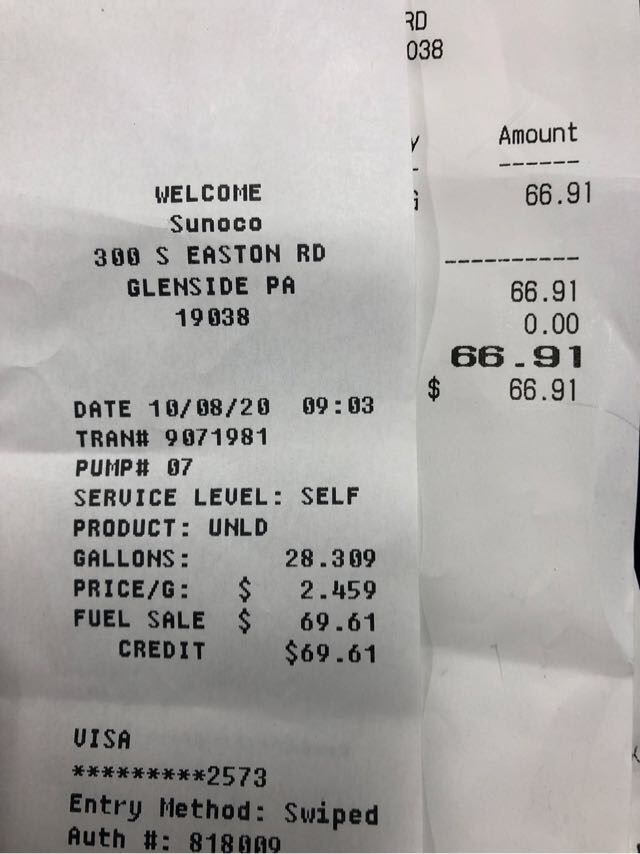 WELCOME
Sunoco
300 S EASTON RD
GLENSIDE PA
19038
DATE 10/08/20 09:03
TRAN# 9071981
PUMP# 07
SERVICE LEVEL: SELF
PRODUCT: UNLD
GALLONS: 28.309
PRICE/G: $ 2.459
FUEL SALE $ 69.61
CREDIT $69.61
VISA
*********2573
Entry Method: Swiped
Auth #: 818009
RD
038
Amount
------
66.91
-----------
66.91
0.00
66.91
$ 66.91